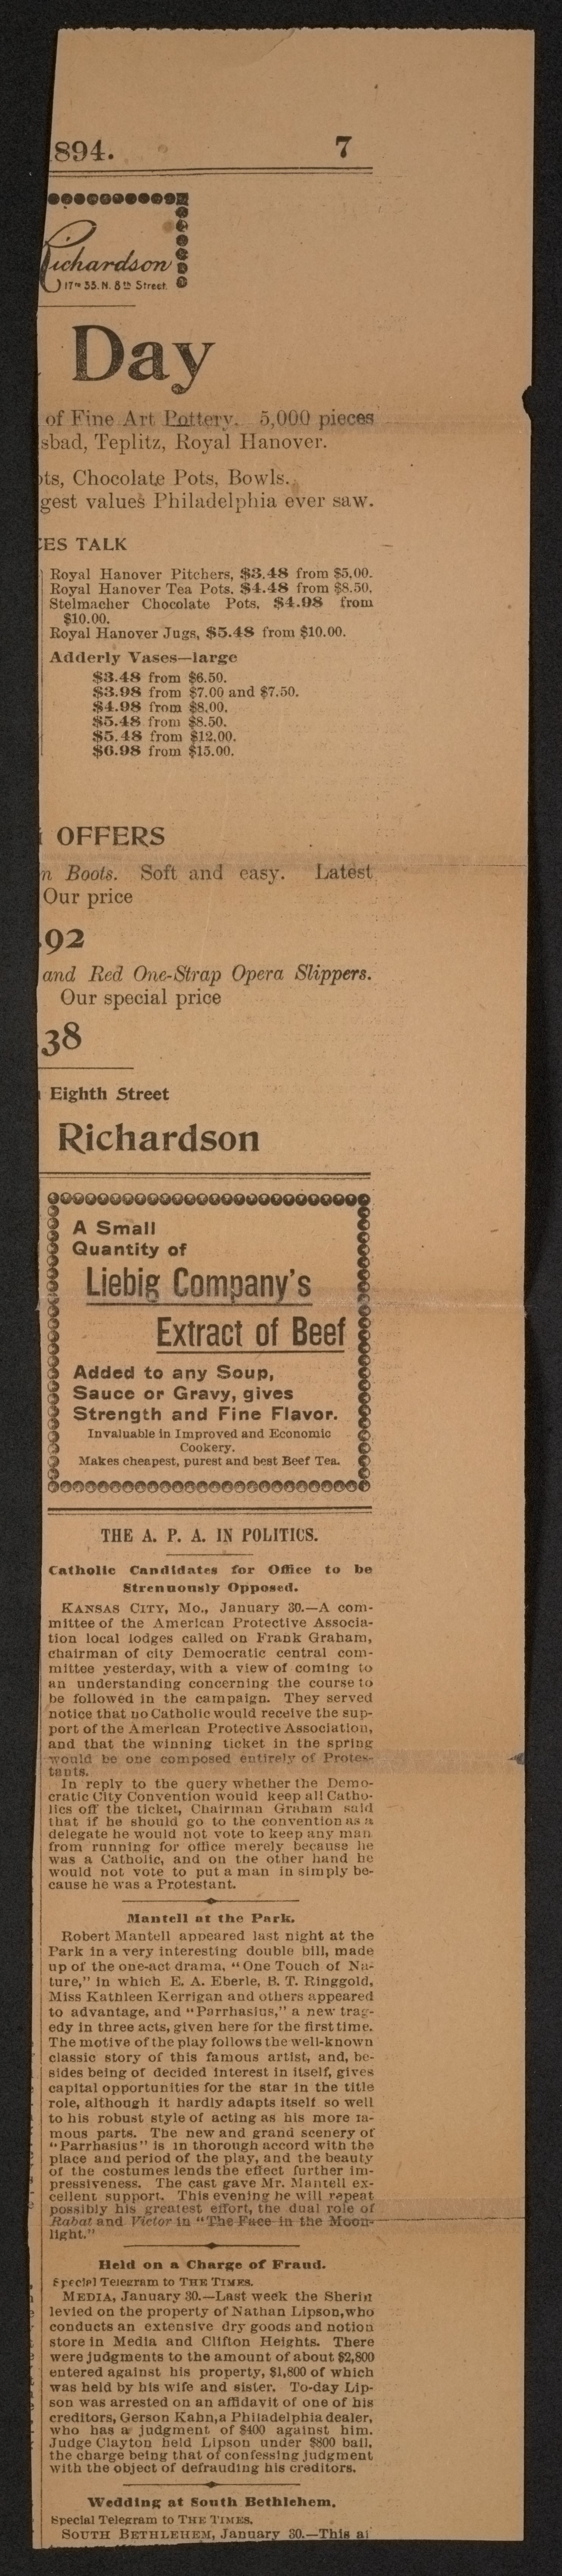 894. 7
Richardson
17 to 33. N. 8th Street.
Day
of Fine Art Pottery. 5,000 pieces
sbad, Teplitz, Royal Hanover.
ts, Chocolate Pots, Bowls.
gest values Philadelphia ever saw.
ES TALK
Royal Hanover Pitchers, $3.48 from $5.00.
Royal Hanover Tea Pots, $4.48 from $8.50.
Stelmacher Chocolate Pots, $4.98 from
$10.00.
Royal Hanover Jugs, $5.48 from $10.00.
Adderly Vases—large
$3.48 from $6.50.
$3.98 from $7.00 and $7.50.
$4.98 from $8.00.
$5.48 from $8.50.
$5.48 from $12.00.
$6.98 from $15.00.
OFFERS
n Boots. Soft and easy. Latest
Our price
.92
and Red One-Strap Opera Slippers.
Our special price
38
Eighth Street
Richardson
A Small
Quantity of
Liebig Company's
Extract of Beef
Added to any Soup,
Sauce or Gravy, gives
Strength and Fine Flavor.
Invaluable in Improved and Economic
Cookery.
Makes cheapest, purest and best Beef Tea.
THE A. P. A. IN POLITICS.
Catholic Candidates for Office to be
Strenuously Opposed.
KANSAS CITY, Mo., January 30.—A com-
mittee of the American Protective Associa-
tion local lodges called on Frank Graham,
chairman of city Democratic central com-
mittee yesterday, with a view of coming to
an understanding concerning the course to
be followed in the campaign. They served
notice that no Catholic would receive the sup-
port of the American Protective Association,
and that the winning ticket in the spring
would be one composed entirely of Protes-
tants.
In reply to the query whether the Demo-
cratic City Convention would keep all Catho-
lics off the ticket, Chairman Graham said
that if he should go to the convention as a
delegate he would not vote to keep any man
from running for office merely because he
was a Catholic, and on the other hand he
would not vote to put a man in simply be-
cause he was a Protestant.
Mantell at the Park.
Robert Mantell appeared last night at the
Park in a very interesting double bill, made
up of the one-act drama, "One Touch of Na-
ture," in which E. A. Eberle, B. T. Ringgold,
Miss Kathleen Kerrigan and others appeared
to advantage, and "Parrhasius," a new trag-
edy in three acts, given here for the first time.
The motive of the play follows the well-known
classic story of this famous artist, and, be-
sides being of decided interest in itself, gives
capital opportunities for the star in the title
role, although it hardly adapts itself so well
to his robust style of acting as his more fa-
mous parts. The new and grand scenery of
"Parrhasius" is in thorough accord with the
place and period of the play, and the beauty
of the costumes lends the effect further im-
pressiveness. The cast gave Mr. Mantell ex-
cellent support. This evening he will repeat
possibly his greatest effort, the dual role of
Rabat and Victor in "The Face in the Moon-
light."
Held on a Charge of Fraud.
Special Telegram to THE TIMES.
MEDIA, January 30.—Last week the Sheriff
levied on the property of Nathan Lipson, who
conducts an extensive dry goods and notion
store in Media and Clifton Heights. There
were judgments to the amount of about $2,800
entered against his property, $1,800 of which
was held by his wife and sister. To-day Lip-
son was arrested on an affidavit of one of his
creditors, Gerson Kahn, a Philadelphia dealer,
who has a judgment of $400 against him.
Judge Clayton held Lipson under $800 bail,
the charge being that of confessing judgment
with the object of defrauding his creditors.
Wedding at South Bethlehem.
Special Telegram to THE TIMES.
SOUTH BETHLEHEM, January 30.—This af